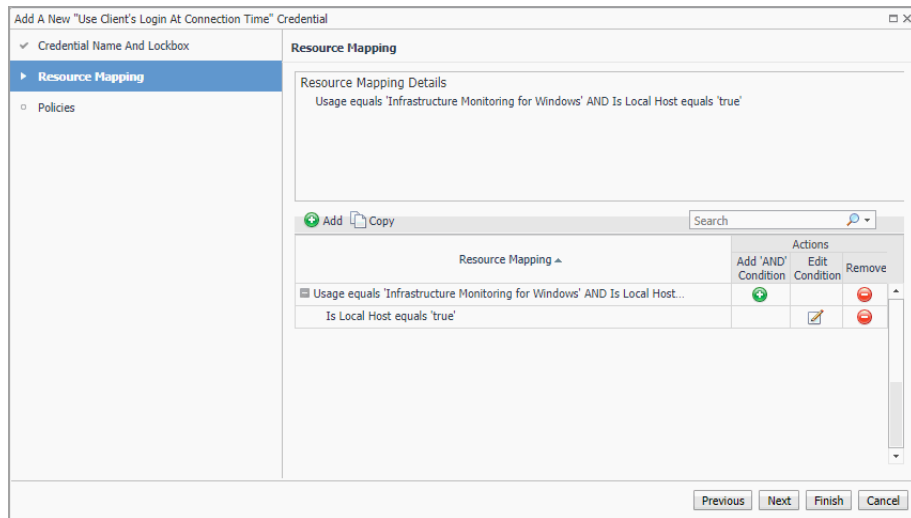 Add A New "Use Client's Login At Connection Time" Credential
Credential Name And Lockbox
Resource Mapping
Policies
Resource Mapping
Resource Mapping Details
Usage equals 'Infrastructure Monitoring for Windows' AND Is Local Host equals 'true'
Add Copy Search
Resource Mapping
Actions
Add 'AND' Condition
Edit Condition
Remove
Usage equals 'Infrastructure Monitoring for Windows' AND Is Local Host...
Is Local Host equals 'true'
Previous Next Finish Cancel